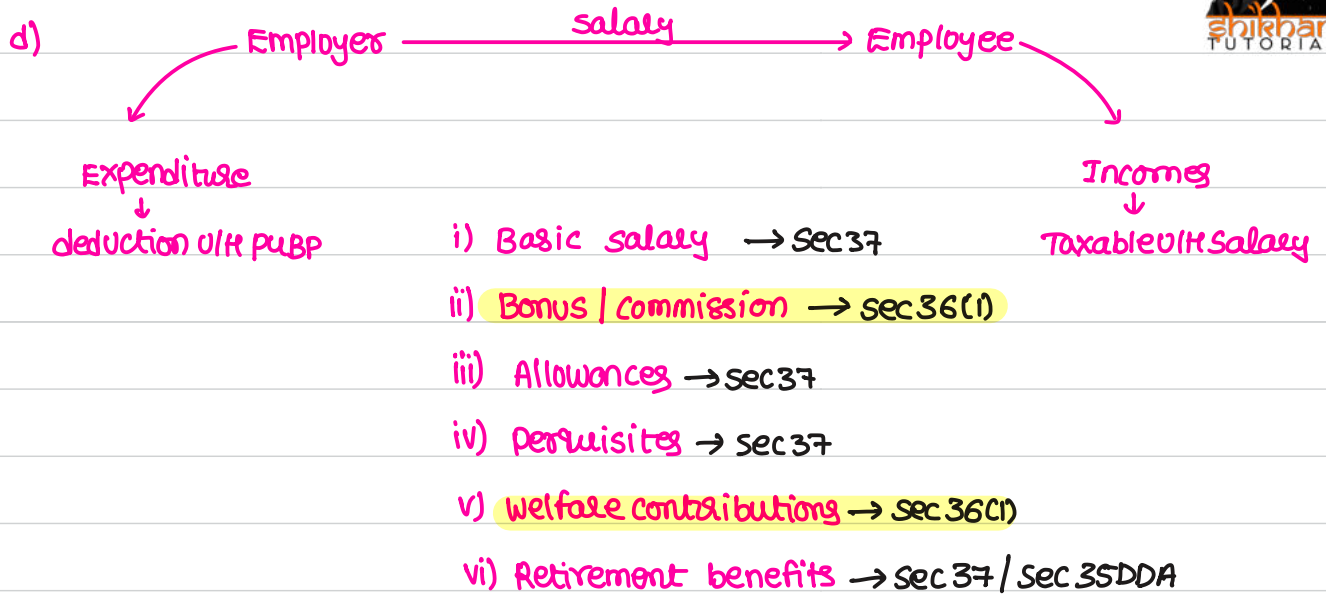 d) Employer salary Employee
shikhar
TUTORIA
Expenditure Incomes
deduction U/H PGBP Taxable U/H Salary
i) Basic salary → Sec 37
ii) Bonus / commission → sec 36(1)
iii) Allowances → sec 37
iv) Perquisites → sec 37
v) welfare contributions → sec 36(1)
vi) Retirement benefits → sec 37 / sec 35DDA